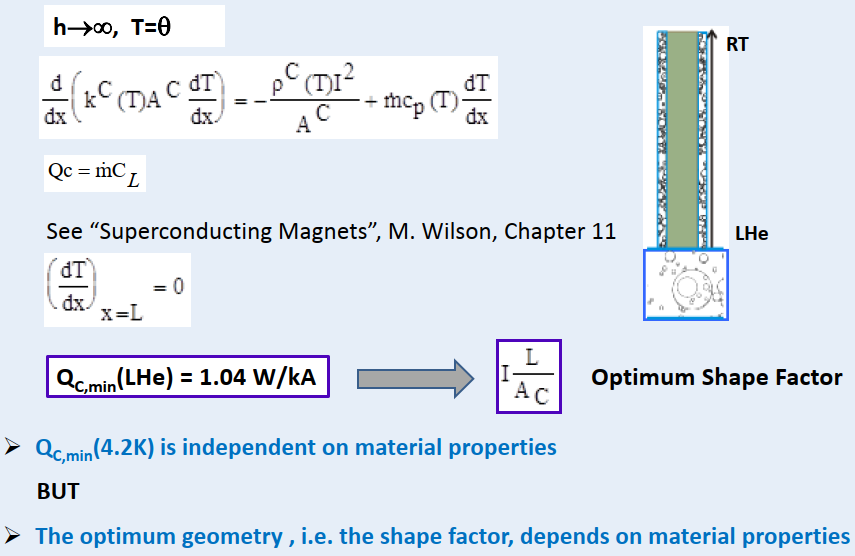 h→∞, T=θ
RT
d/dx (k^C (T)A^C dT/dx) = - ρ^C (T)I^2 / A^C + ṁc_p (T) dT/dx
Qc = ṁC_L
See “Superconducting Magnets”, M. Wilson, Chapter 11
LHe
(dT/dx)_x=L = 0
Q_C,min(LHe) = 1.04 W/kA
I L/A_C
Optimum Shape Factor
➢ Q_C,min(4.2K) is independent on material properties
BUT
➢ The optimum geometry , i.e. the shape factor, depends on material properties